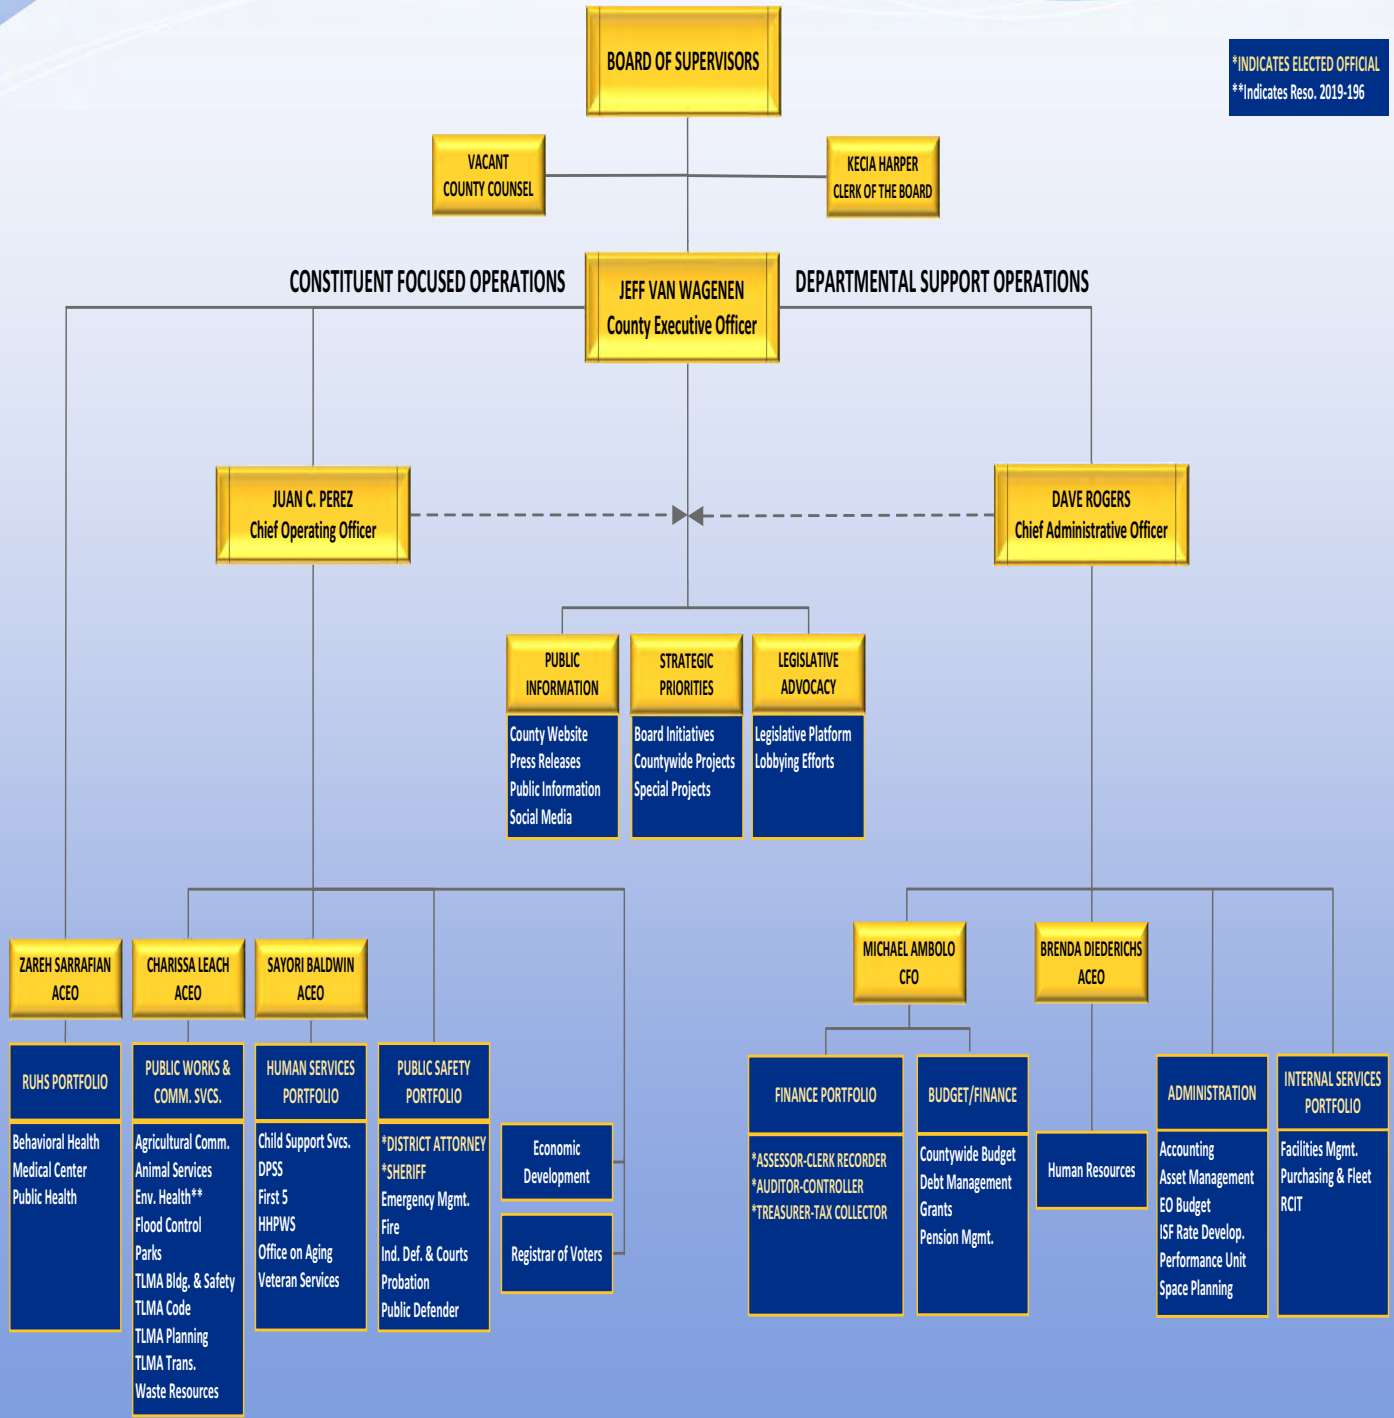 BOARD OF SUPERVISORS
*INDICATES ELECTED OFFICIAL
**Indicates Reso. 2019-196
VACANT
COUNTY COUNSEL
KECIA HARPER
CLERK OF THE BOARD
CONSTITUENT FOCUSED OPERATIONS
JEFF VAN WAGENEN
County Executive Officer
DEPARTMENTAL SUPPORT OPERATIONS
JUAN C. PEREZ
Chief Operating Officer
DAVE ROGERS
Chief Administrative Officer
PUBLIC
INFORMATION
County Website
Press Releases
Public Information
Social Media
STRATEGIC
PRIORITIES
Board Initiatives
Countywide Projects
Special Projects
LEGISLATIVE
ADVOCACY
Legislative Platform
Lobbying Efforts
ZAREH SARRAFIAN
ACEO
CHARISSA LEACH
ACEO
SAYORI BALDWIN
ACEO
MICHAEL AMBOLO
CFO
BRENDA DIEDERICHS
ACEO
RUHS PORTFOLIO
Behavioral Health
Medical Center
Public Health
PUBLIC WORKS &
COMM. SVCS.
Agricultural Comm.
Animal Services
Env. Health**
Flood Control
Parks
TLMA Bldg. & Safety
TLMA Code
TLMA Planning
TLMA Trans.
Waste Resources
HUMAN SERVICES
PORTFOLIO
Child Support Svcs.
DPSS
First 5
HHPWS
Office on Aging
Veteran Services
PUBLIC SAFETY
PORTFOLIO
*DISTRICT ATTORNEY
*SHERIFF
Emergency Mgmt.
Fire
Ind. Def. & Courts
Probation
Public Defender
Economic
Development
Registrar of Voters
FINANCE PORTFOLIO
*ASSESSOR-CLERK RECORDER
*AUDITOR-CONTROLLER
*TREASURER-TAX COLLECTOR
BUDGET/FINANCE
Countywide Budget
Debt Management
Grants
Pension Mgmt.
Human Resources
ADMINISTRATION
Accounting
Asset Management
EO Budget
ISF Rate Develop.
Performance Unit
Space Planning
INTERNAL SERVICES
PORTFOLIO
Facilities Mgmt.
Purchasing & Fleet
RCIT